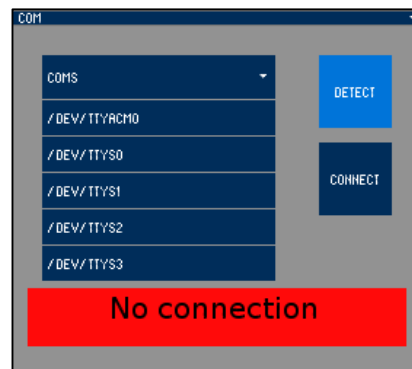 COM
COMS
DETECT
/DEV/TTYACM0
/DEV/TTYS0
/DEV/TTYS1
CONNECT
/DEV/TTYS2
/DEV/TTYS3
No connection